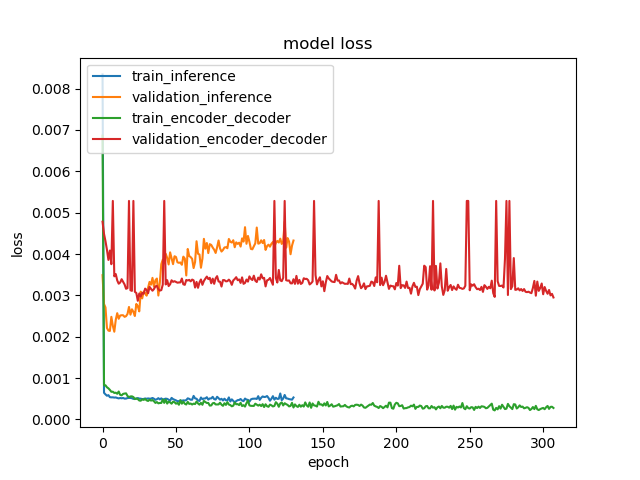 model loss
train_inference
validation_inference
train_encoder_decoder
validation_encoder_decoder
loss
0.008
0.007
0.006
0.005
0.004
0.003
0.002
0.001
0.000
0 50 100 150 200 250 300
epoch